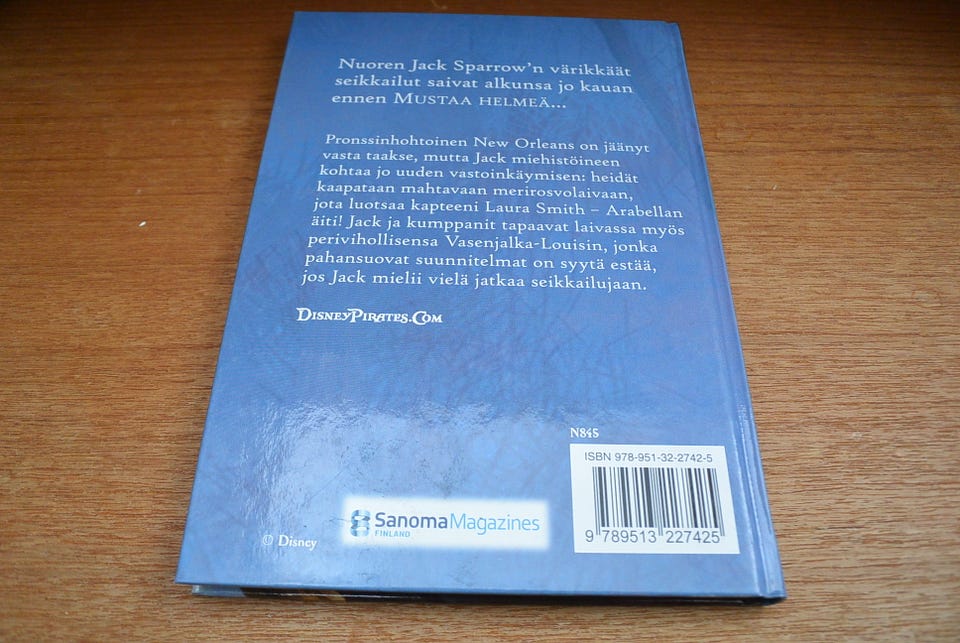 Nuoren Jack Sparrow'n värikkäät
seikkailut saivat alkunsa jo kauan
ennen MUSTAA HELMEÄ...
Pronssinhohtoinen New Orleans on jäänyt
vasta taakse, mutta Jack miehistöineen
kohtaa jo uuden vastoinkäymisen: heidät
kaapataan mahtavaan merirosvolaivaan,
jota luotsaa kapteeni Laura Smith – Arabellan
äiti! Jack ja kumppanit tapaavat laivassa myös
perivihollisensa Vasenjalka-Louisin, jonka
pahansuovat suunnitelmat on syytä estää,
jos Jack mielii vielä jatkaa seikkailujaan.
DISNEYPIRATES.COM
N84S
ISBN 978-951-32-2742-5
9 789513 227425
SanomaMagazines
FINLAND
© Disney